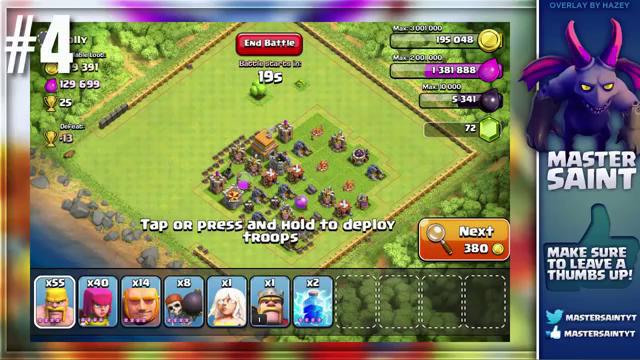 OVERLAY BY HAZEY
#4
Max: 3 001 000
195 048
Max: 2 001 000
1 381 888
Max: 10 000
5 341
72
129 699
25
Defeat:
-13
End Battle
Battle starts in:
19s
Tap or press and hold to deploy
troops
Next
380
x55
x40
x14
x8
x1
x1
x2
MASTER
SAINT
MAKE SURE
TO LEAVE A
THUMBS UP!
MASTERSAINTYT
MASTERSAINTYT